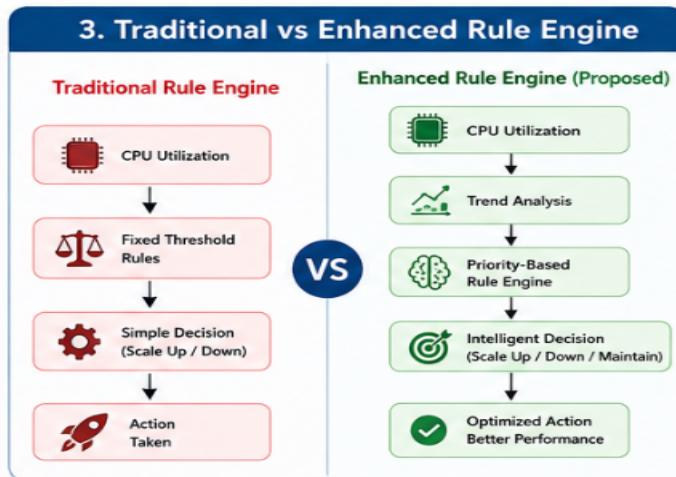 3. Traditional vs Enhanced Rule Engine
Traditional Rule Engine
CPU Utilization
Fixed Threshold
Rules
Simple Decision
(Scale Up / Down)
Action
Taken
VS
Enhanced Rule Engine (Proposed)
CPU Utilization
Trend Analysis
Priority-Based
Rule Engine
Intelligent Decision
(Scale Up / Down / Maintain)
Optimized Action
Better Performance